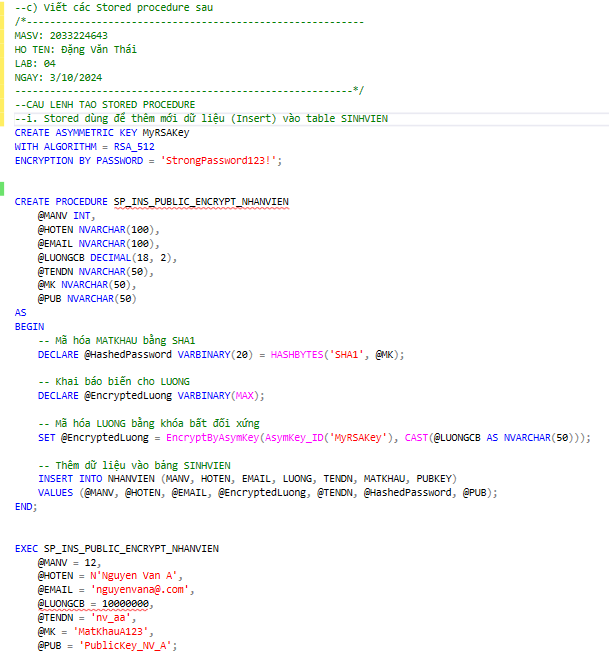 --c) Viết các Stored procedure sau
/*----------------------------------------------------------
MASV: 2033224643
HO TEN: Đặng Văn Thái
LAB: 04
NGAY: 3/10/2024
----------------------------------------------------------*/
--CAU LENH TAO STORED PROCEDURE
--i. Stored dùng để thêm mới dữ liệu (Insert) vào table SINHVIEN
CREATE ASYMMETRIC KEY MyRSAKey
WITH ALGORITHM = RSA_512
ENCRYPTION BY PASSWORD = 'StrongPassword123!';
CREATE PROCEDURE SP_INS_PUBLIC_ENCRYPT_NHANVIEN
@MANV INT,
@HOTEN NVARCHAR(100),
@EMAIL NVARCHAR(100),
@LUONGCB DECIMAL(18, 2),
@TENDN NVARCHAR(50),
@MK NVARCHAR(50),
@PUB NVARCHAR(50)
AS
BEGIN
-- Mã hóa MATKHAU bằng SHA1
DECLARE @HashedPassword VARBINARY(20) = HASHBYTES('SHA1', @MK);
-- Khai báo biến cho LUONG
DECLARE @EncryptedLuong VARBINARY(MAX);
-- Mã hóa LUONG bằng khóa bất đối xứng
SET @EncryptedLuong = EncryptByAsymKey(AsymKey_ID('MyRSAKey'), CAST(@LUONGCB AS NVARCHAR(50)));
-- Thêm dữ liệu vào bảng SINHVIEN
INSERT INTO NHANVIEN (MANV, HOTEN, EMAIL, LUONG, TENDN, MATKHAU, PUBKEY)
VALUES (@MANV, @HOTEN, @EMAIL, @EncryptedLuong, @TENDN, @HashedPassword, @PUB);
END;
EXEC SP_INS_PUBLIC_ENCRYPT_NHANVIEN
@MANV = 12,
@HOTEN = N'Nguyen Van A',
@EMAIL = 'nguyenvana@.com',
@LUONGCB = 10000000,
@TENDN = 'nv_aa',
@MK = 'MatKhauA123',
@PUB = 'PublicKey_NV_A';